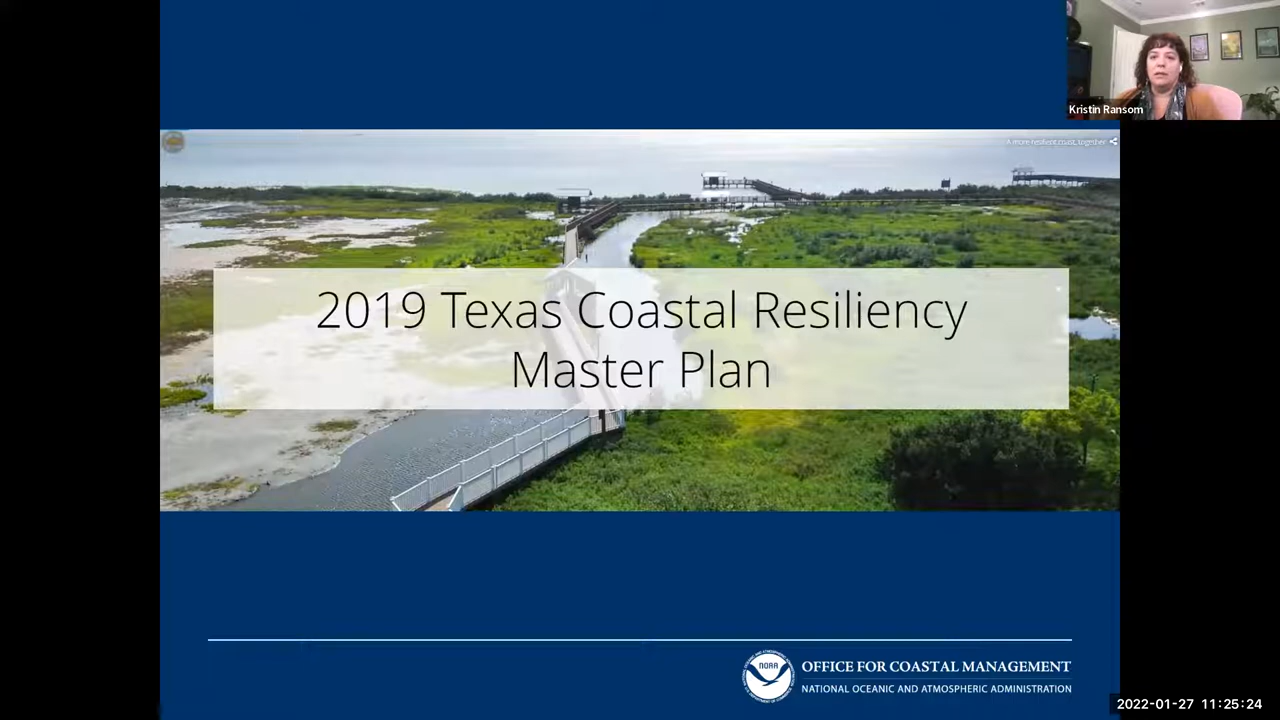 Kristin Ransom
A more resilient coast, together
2019 Texas Coastal Resiliency
Master Plan
NOAA
OFFICE FOR COASTAL MANAGEMENT
NATIONAL OCEANIC AND ATMOSPHERIC ADMINISTRATION
2022-01-27 11:25:24